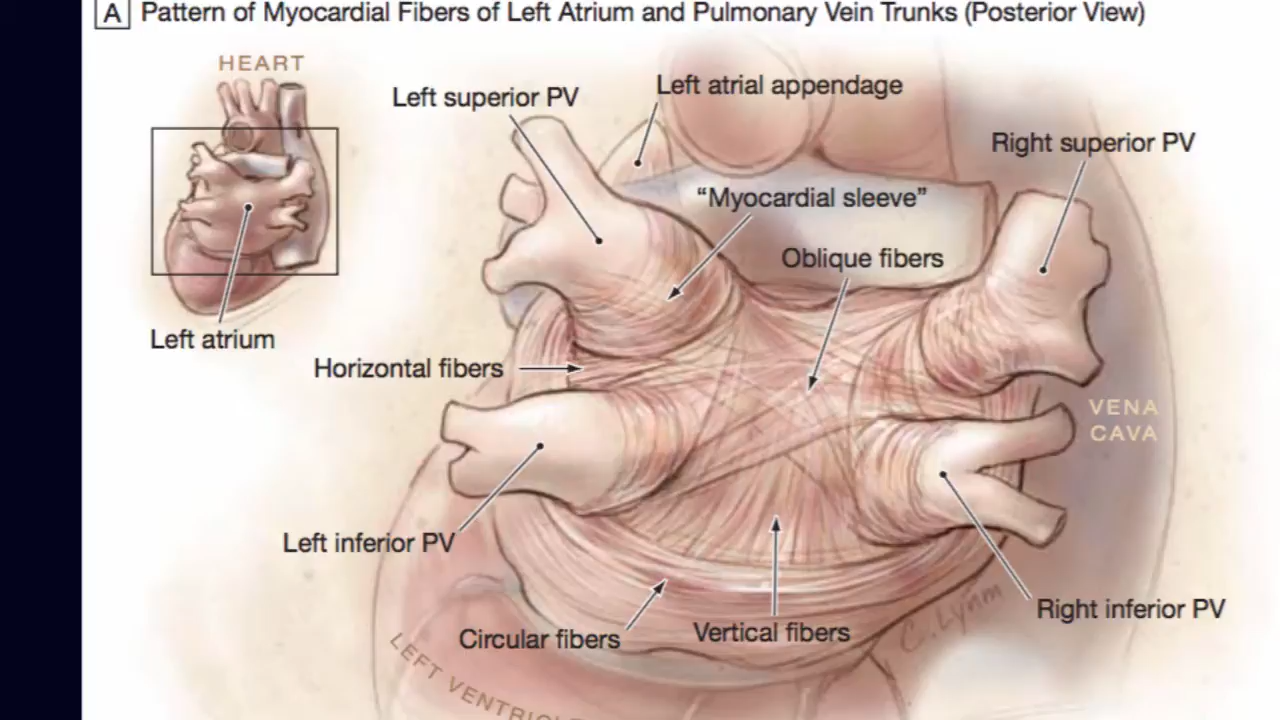 A Pattern of Myocardial Fibers of Left Atrium and Pulmonary Vein Trunks (Posterior View)
HEART
Left superior PV
Left atrial appendage
Right superior PV
“Myocardial sleeve”
Oblique fibers
Left atrium
Horizontal fibers
VENA
CAVA
Left inferior PV
Right inferior PV
Circular fibers
Vertical fibers
C. Lynm
LEFT